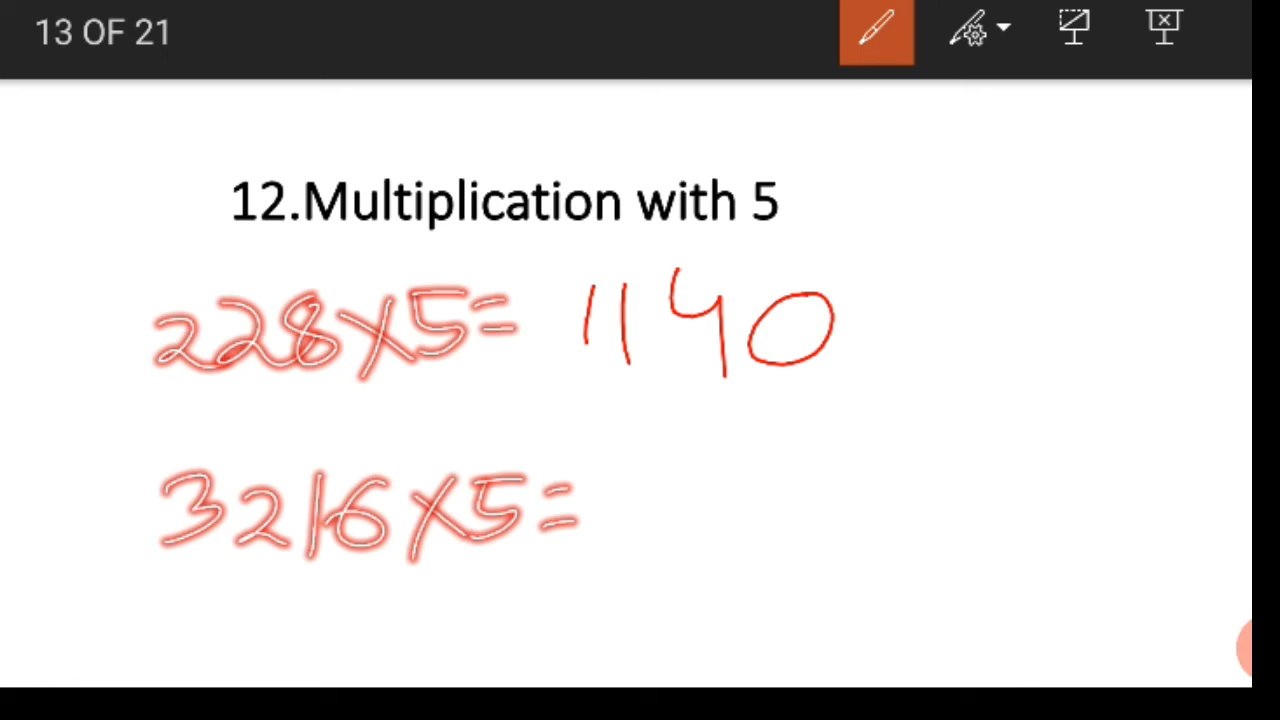 13 OF 21
12.Multiplication with 5
228X5= 1140
3216X5=